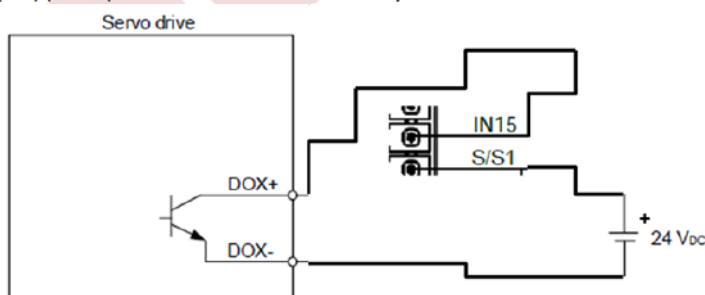 Servo drive
IN15
S/S1
DOX+
+
24 VDC
DOX-